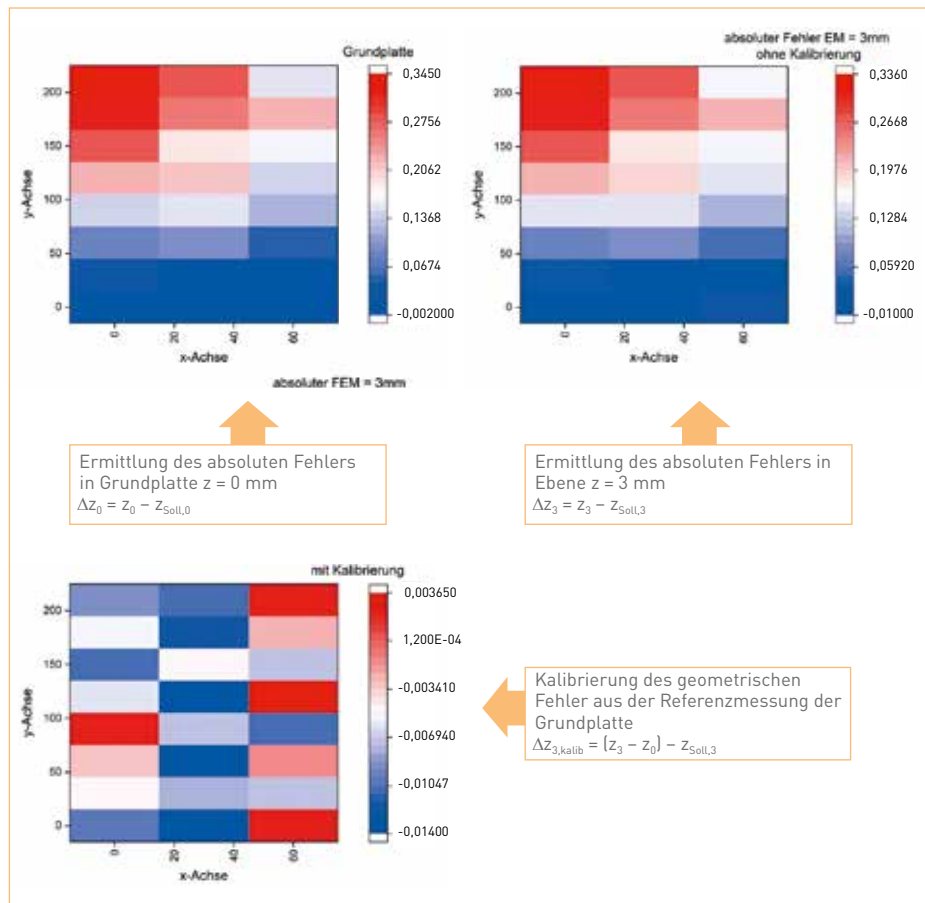 Grundplatte
0,3450
0,2756
0,2062
0,1368
0,0674
-0,002000
200
150
100
50
0
y-Achse
0
20
40
60
x-Achse
absoluter FEM = 3mm
absoluter Fehler EM = 3mm
ohne Kalibrierung
0,3360
0,2668
0,1976
0,1284
0,05920
-0,01000
200
150
100
50
0
y-Achse
0
20
40
60
x-Achse
Ermittlung des absoluten Fehlers
in Grundplatte z = 0 mm
Δz₀ = z₀ – z_Soll,0
Ermittlung des absoluten Fehlers in
Ebene z = 3 mm
Δz₃ = z₃ – z_Soll,3
mit Kalibrierung
0,003650
1,200E-04
-0,003410
-0,006940
-0,01047
-0,01400
200
150
100
50
0
y-Achse
0
20
40
60
x-Achse
Kalibrierung des geometrischen
Fehler aus der Referenzmessung der
Grundplatte
Δz₃,kalib = (z₃ – z₀) – z_Soll,3